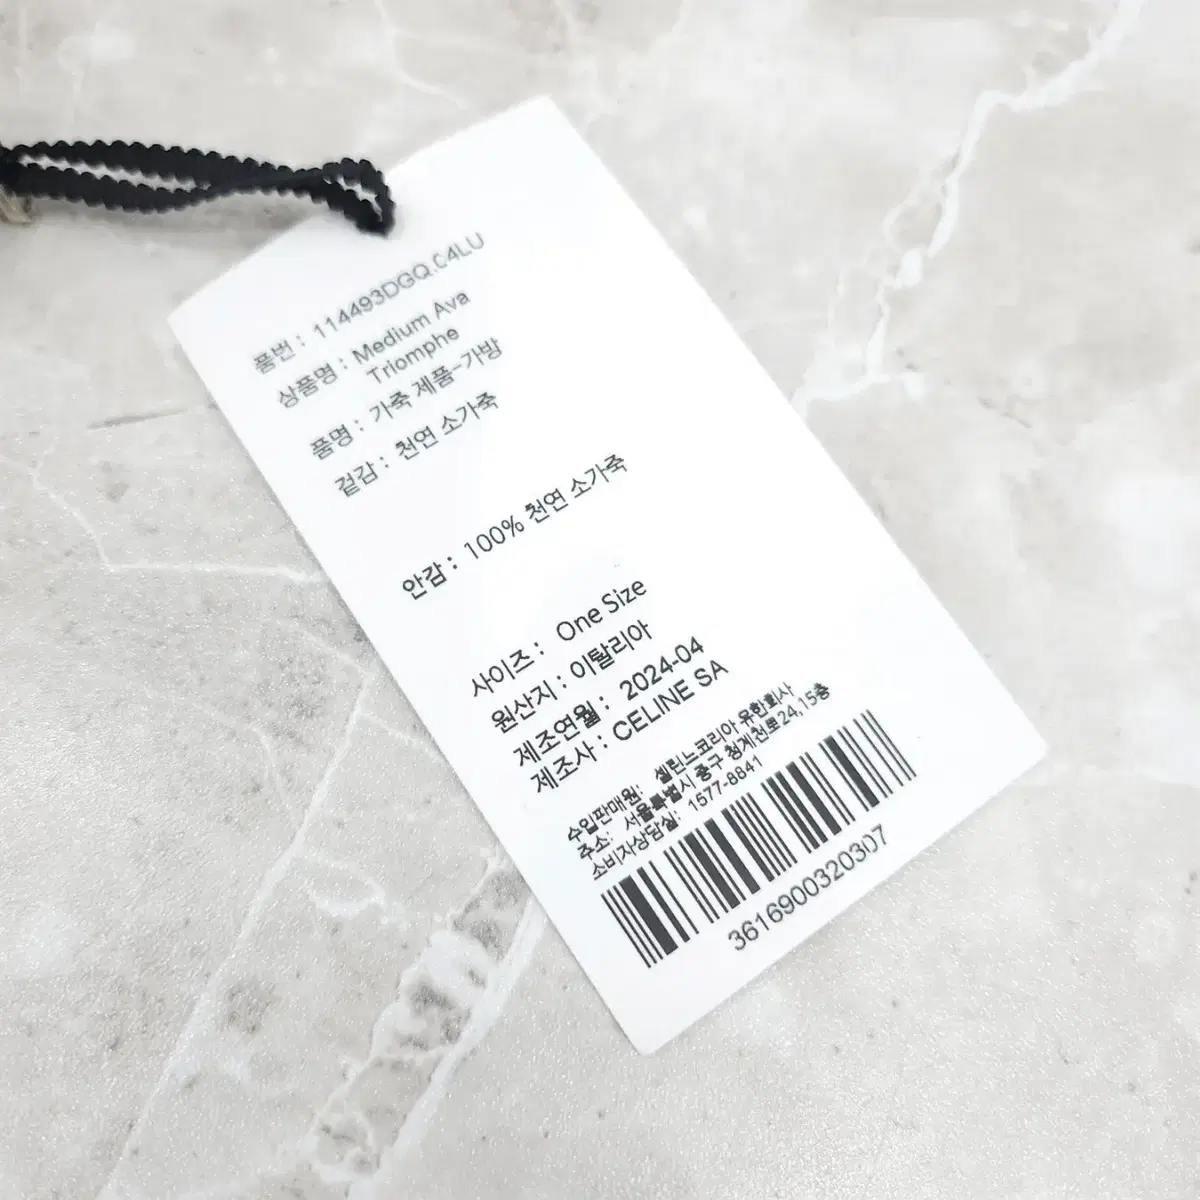 품번 : 114493DGQ.04LU
상품명 : Medium Ava
Triomphe
품명 : 가죽 제품-가방
겉감 : 천연 소가죽
안감 : 100% 천연 소가죽
사이즈 : One Size
원산지 : 이탈리아
제조연월 : 2024-04
제조사 : CELINE SA
수입판매원: 셀린느코리아 유한회사
주소: 서울특별시 중구 청계천로24,15층
소비자상담실: 1577-8841
3616900320307